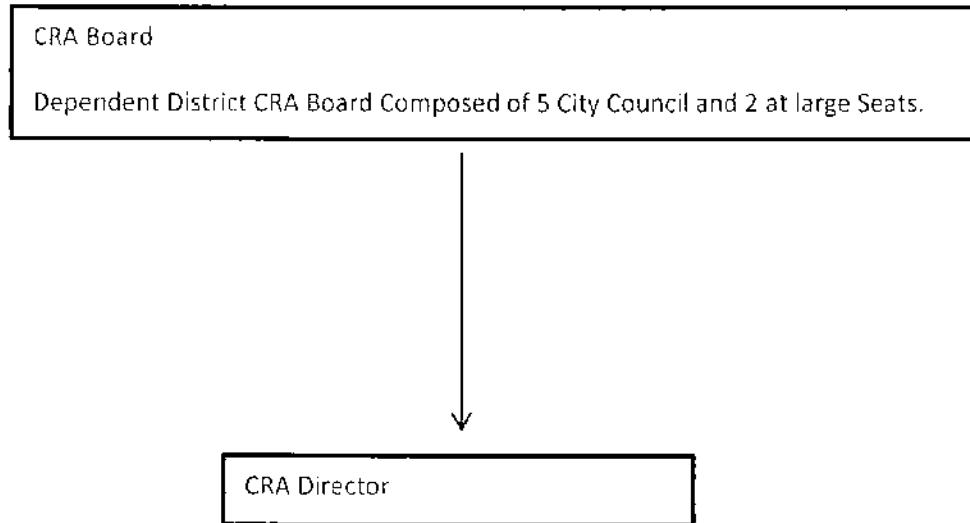 CRA Board
Dependent District CRA Board Composed of 5 City Council and 2 at large Seats.
CRA Director